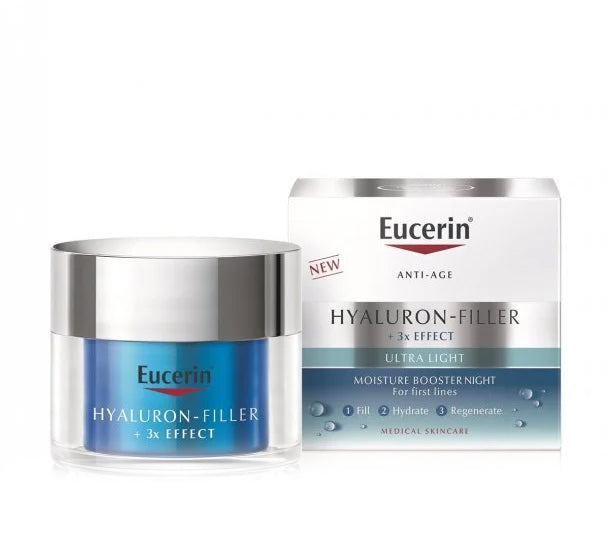 Eucerin®
HYALURON-FILLER
+ 3x EFFECT
NEW
Eucerin®
ANTI-AGE
HYALURON-FILLER
+ 3x EFFECT
ULTRA LIGHT
MOISTURE BOOSTER NIGHT
For first lines
1 Fill 2 Hydrate 3 Regenerate
MEDICAL SKINCARE